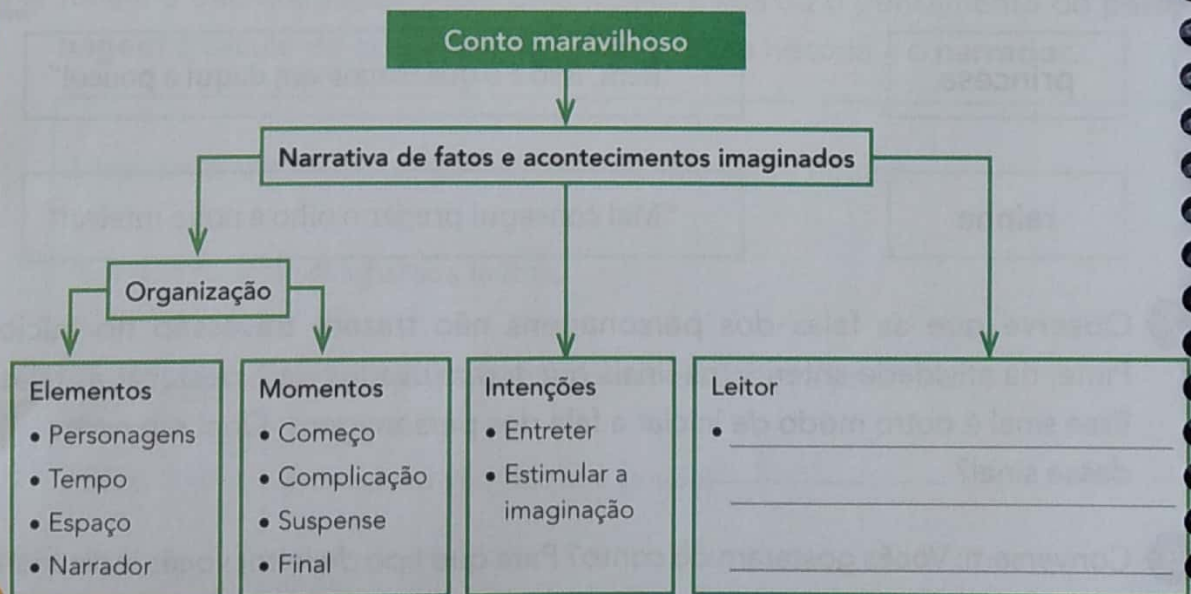 Conto maravilhoso
Narrativa de fatos e acontecimentos imaginados
Organização
Elementos
• Personagens
• Tempo
• Espaço
• Narrador
Momentos
• Começo
• Complicação
• Suspense
• Final
Intenções
• Entreter
• Estimular a
imaginação
Leitor
•